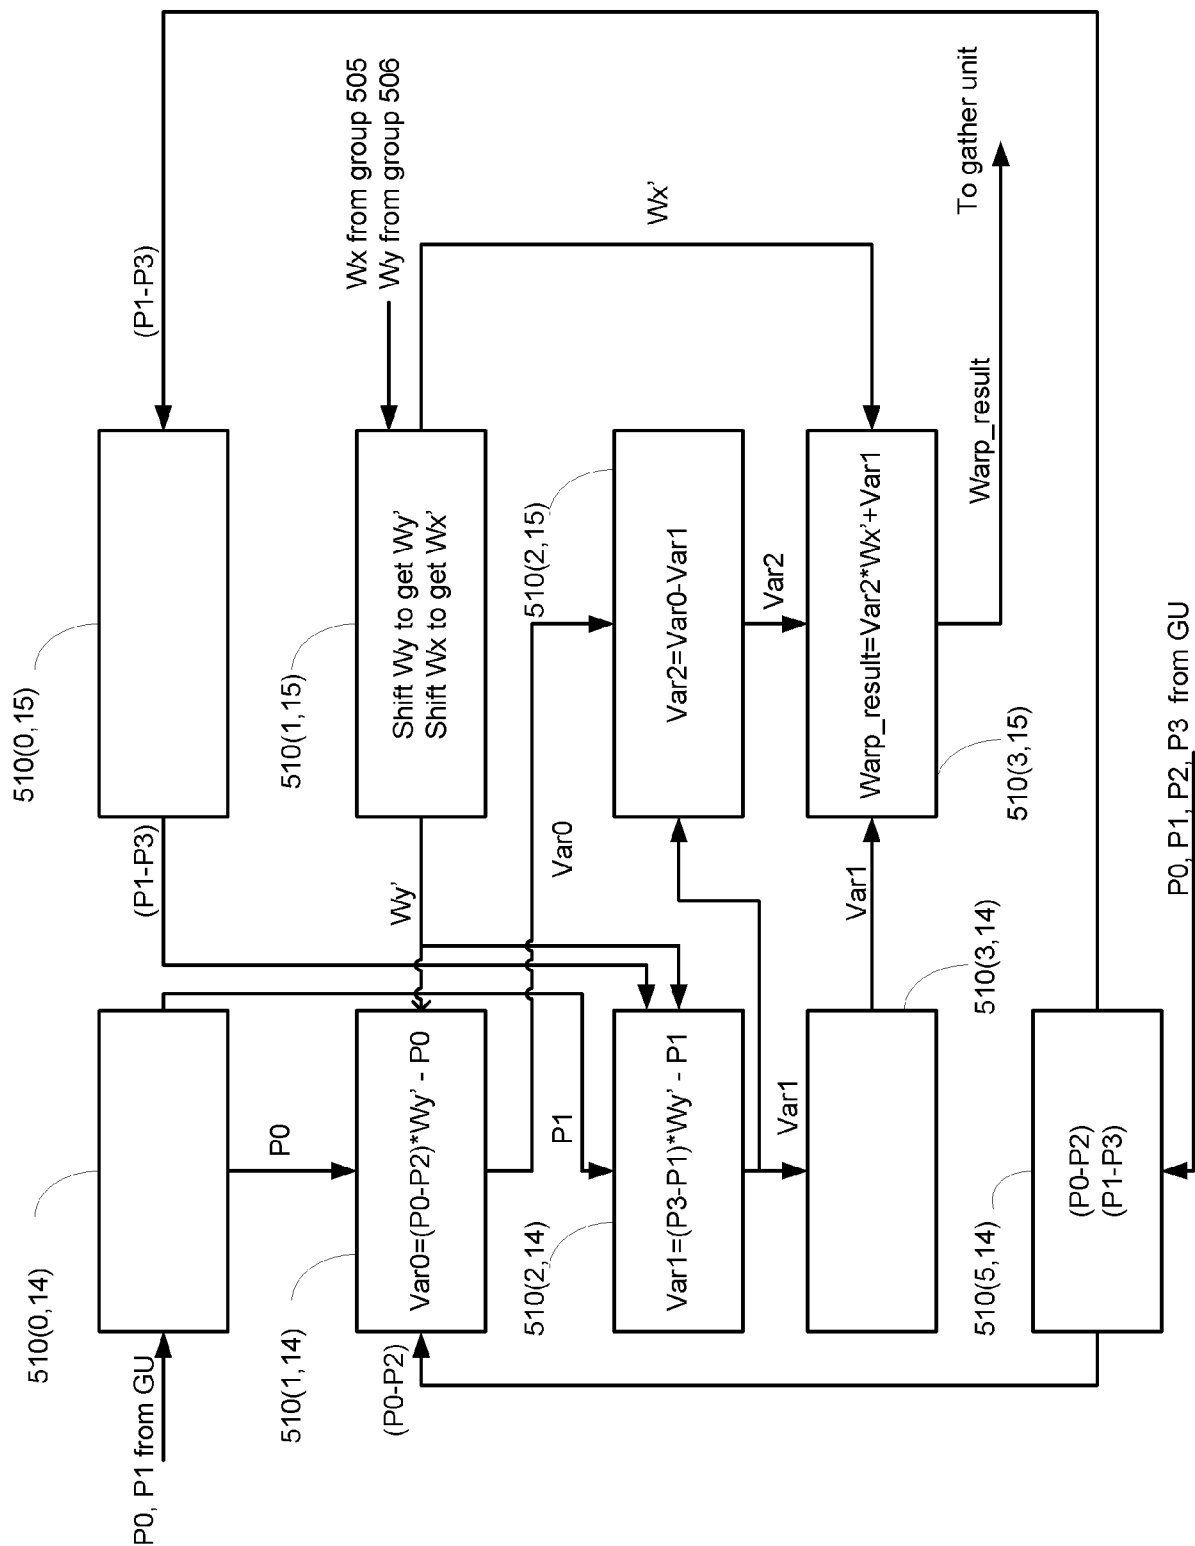 510(0,14)
P0, P1 from GU
P0
510(0,15)
(P1-P3)
(P1-P3)
510(1,14)
(P0-P2)
Var0=(P0-P2)*Wy' - P0
Wy'
510(1,15)
Shift Wy to get Wy'
Shift Wx to get Wx'
Wx from group 505
Wy from group 506
Wx'
Var0
P1
510(2,14)
Var1=(P3-P1)*Wy' - P1
510(2,15)
Var2=Var0-Var1
Var1
Var2
510(3,14)
Var1
Warp_result=Var2*Wx'+Var1
510(3,15)
Warp_result
To gather unit
510(5,14)
(P0-P2)
(P1-P3)
P0, P1, P2, P3 from GU